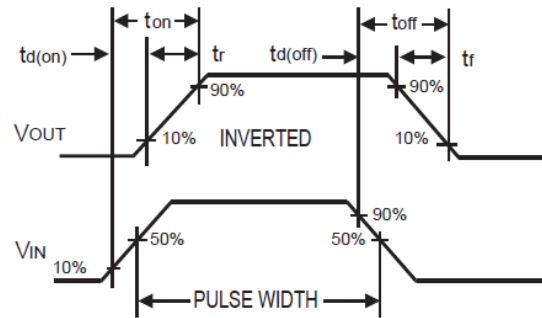 ton toff
td(on) tr td(off) tf
90% 90%
VOUT 10% INVERTED 10%
90%
50% 50%
VIN
10%
PULSE WIDTH